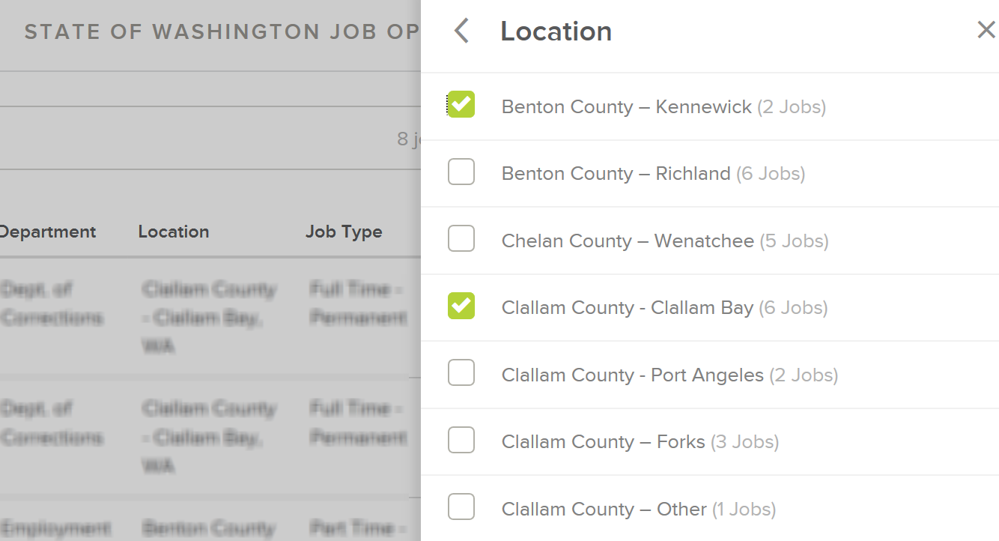 STATE OF WASHINGTON JOB OP
8 j
Department Location Job Type
Dept. of Clallam County Full Time -
Corrections - Clallam Bay, Permanent
WA
Dept. of Clallam County Full Time -
Corrections - Clallam Bay, Permanent
WA
Employment Benton County Part Time -
Location
Benton County – Kennewick (2 Jobs)
Benton County – Richland (6 Jobs)
Chelan County – Wenatchee (5 Jobs)
Clallam County - Clallam Bay (6 Jobs)
Clallam County - Port Angeles (2 Jobs)
Clallam County – Forks (3 Jobs)
Clallam County – Other (1 Jobs)